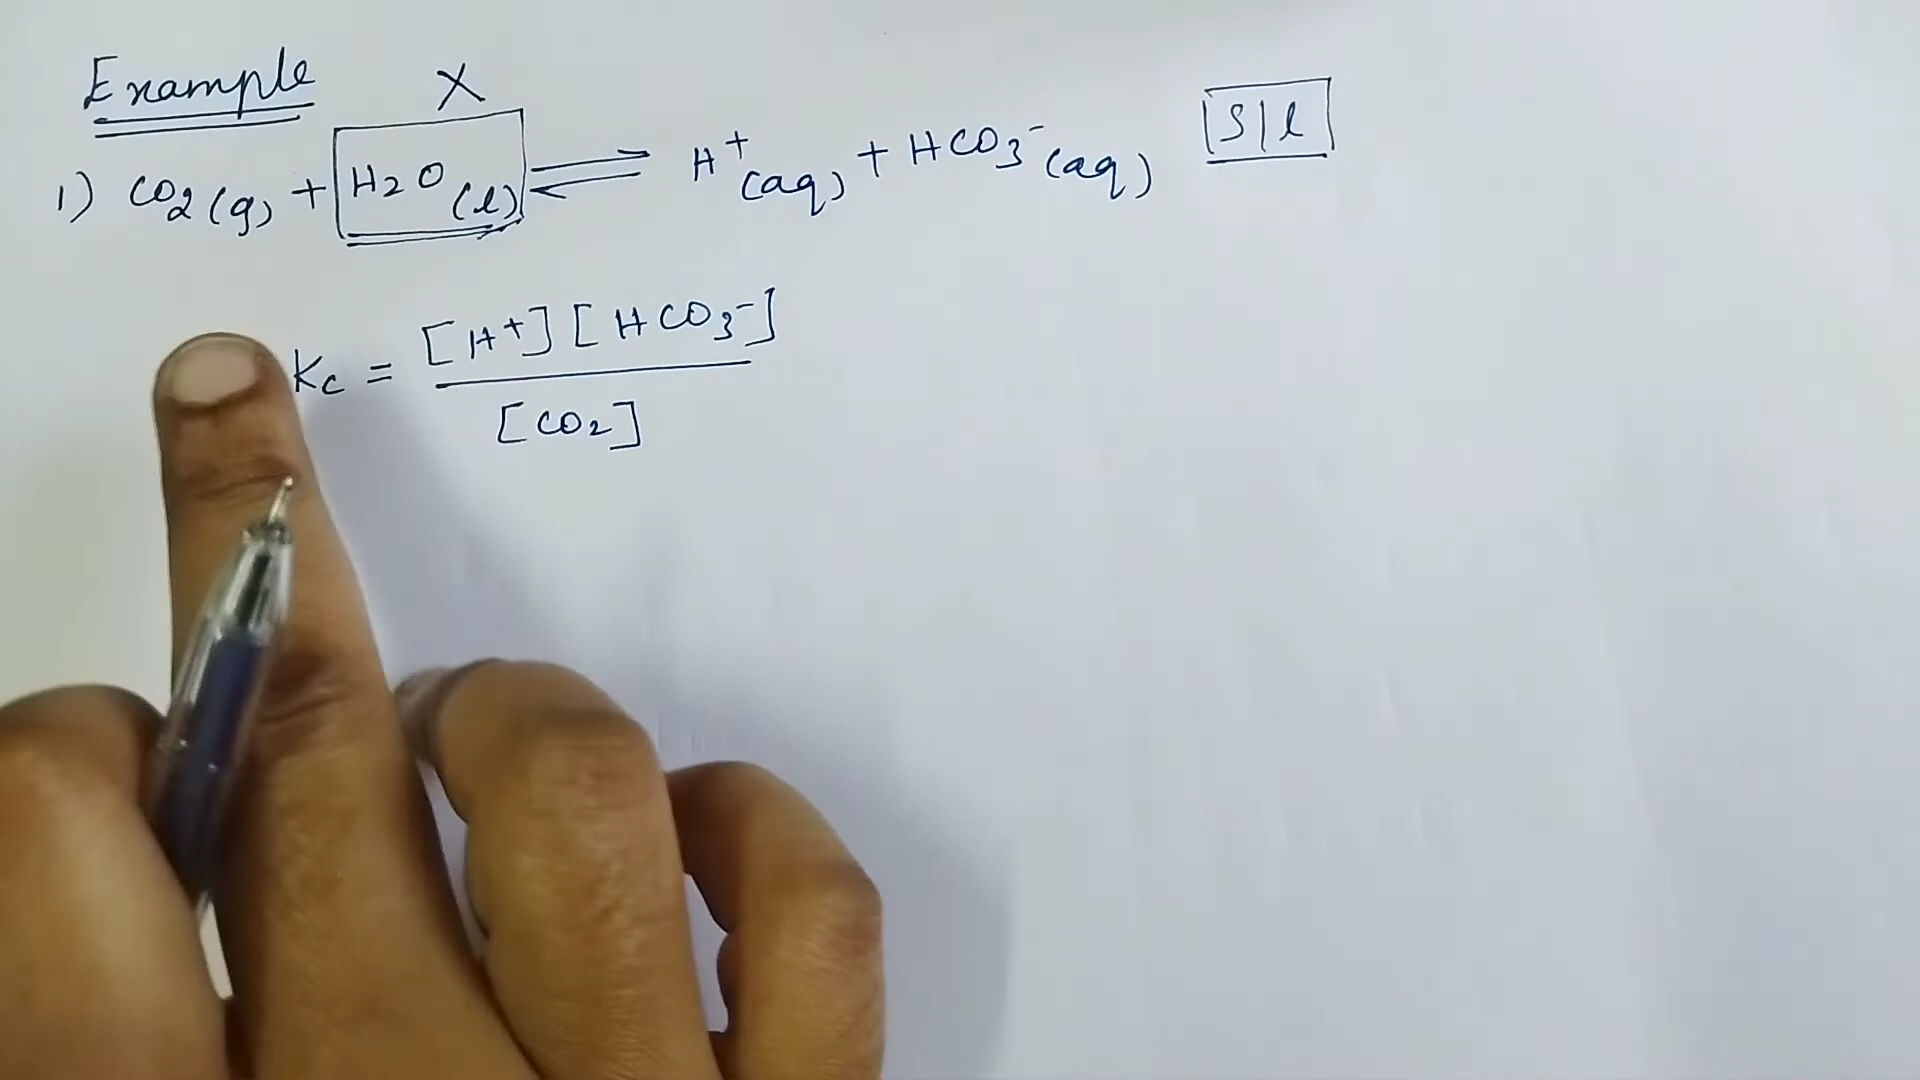 Example X
1) CO2(g) + H2O(l) ⇌ H+(aq) + HCO3-(aq) S/l
Kc = [H+][HCO3-]
[CO2]